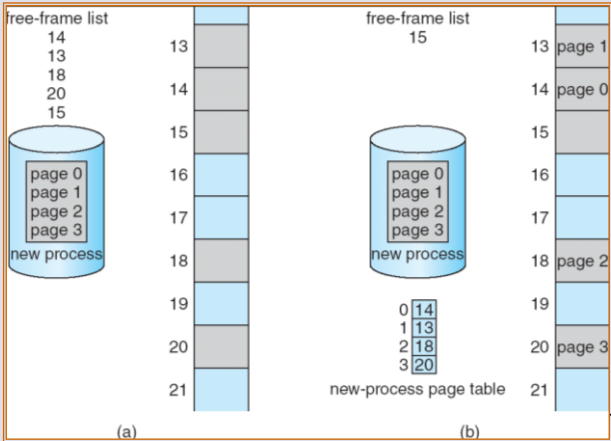 free-frame list
14
13
18
20
15
page 0
page 1
page 2
page 3
new process
13
14
15
16
17
18
19
20
21
(a)
free-frame list
15
page 0
page 1
page 2
page 3
new process
0 14
1 13
2 18
3 20
new-process page table
13 page 1
14 page 0
15
16
17
18 page 2
19
20 page 3
21
(b)